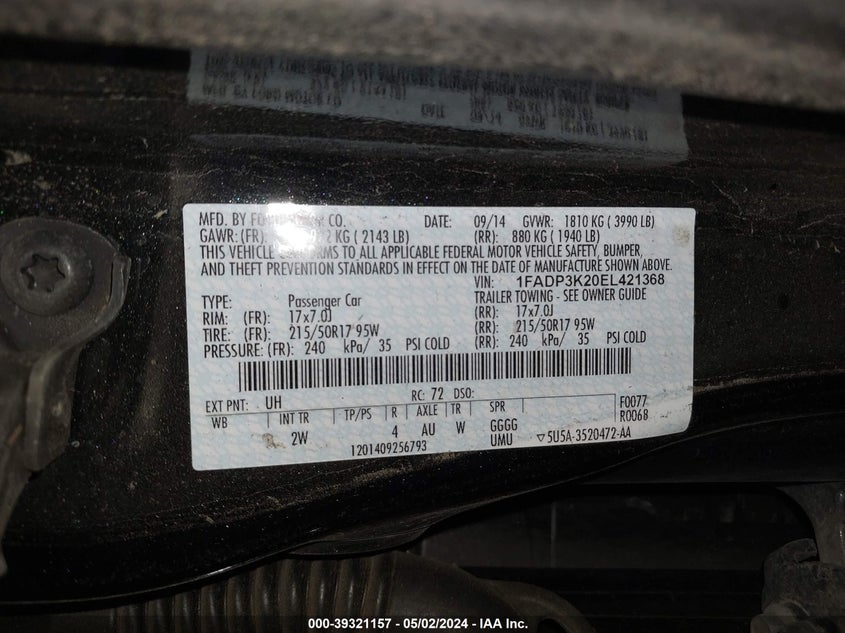 MFD. BY CO. DATE: 09/14 GVWR: 1810 KG ( 3990 LB)
GAWR: (FR) KG ( 2143 LB) (RR): 880 KG ( 1940 LB)
THIS VEHICLE TO ALL APPLICABLE FEDERAL MOTOR VEHICLE SAFETY, BUMPER,
AND THEFT PREVENTION STANDARDS IN EFFECT ON THE DATE OF MANUFACTURE SHOWN ABOVE.
VIN: 1FADP3K20EL421368
TYPE: Passenger Car TRAILER TOWING - SEE OWNER GUIDE
RIM: (FR): 17x7.0J (RR): 17x7.0J
TIRE: (FR): 215/50R17 95W (RR): 215/50R17 95W
PRESSURE: (FR): 240 kPa/ 35 PSI COLD (RR): 240 kPa/ 35 PSI COLD
EXT PNT: UH RC: 72 DSO: F0077
WB INT TR TP/PS R AXLE TR SPR R0068
2W 4 AU W GGGG
1201409256793 UMU ▽5U5A-3520472-AA
000-39321157 - 05/02/2024 - IAA Inc.